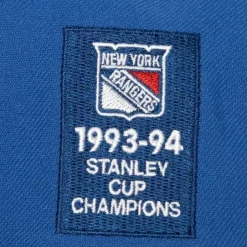 NEW YORK
RANGERS
1993-94
STANLEY
CUP
CHAMPIONS